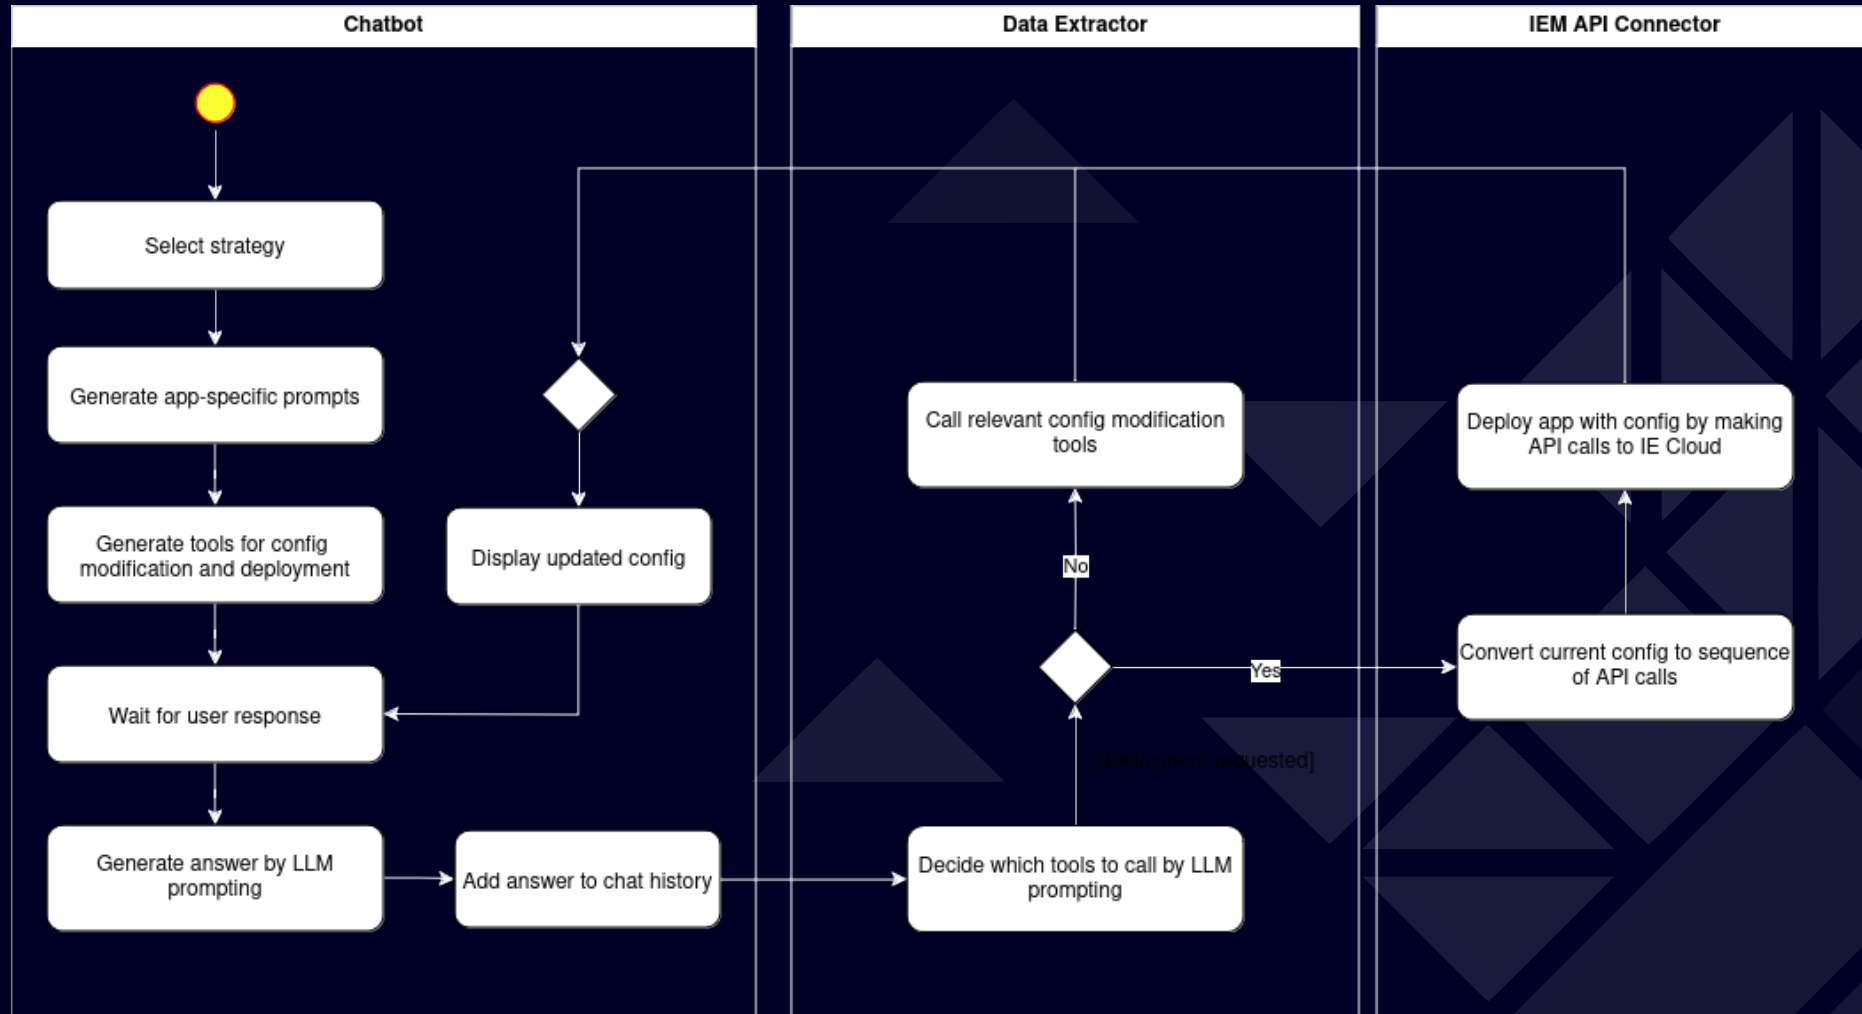 Chatbot
Data Extractor
IEM API Connector
Select strategy
Generate app-specific prompts
Generate tools for config
modification and deployment
Wait for user response
Generate answer by LLM
prompting
Display updated config
Add answer to chat history
Call relevant config modification
tools
No
Yes
[deployment requested]
Decide which tools to call by LLM
prompting
Deploy app with config by making
API calls to IE Cloud
Convert current config to sequence
of API calls